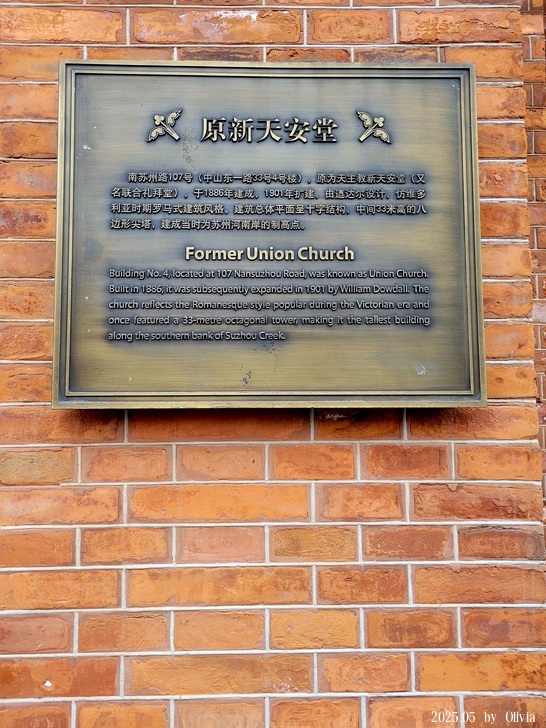 原新天安堂
南苏州路107号（中山东一路33号4号楼），原为天主教新天安堂（又
名联合礼拜堂），于1886年建成，1901年扩建，由道达尔设计，仿维多
利亚时期罗马式建筑风格。建筑总体平面呈十字结构，中间33米高的八
边形尖塔，建成当时为苏州河南岸的制高点。
Former Union Church
Building No. 4, located at 107 Nansuzhou Road, was known as Union Church.
Built in 1886, it was subsequently expanded in 1901 by William Dowdall. The
church reflects the Romanesque style popular during the Victorian era and
once featured a 33-metre octagonal tower, making it the tallest building
along the southern bank of Suzhou Creek.
2025.05 by Olivia